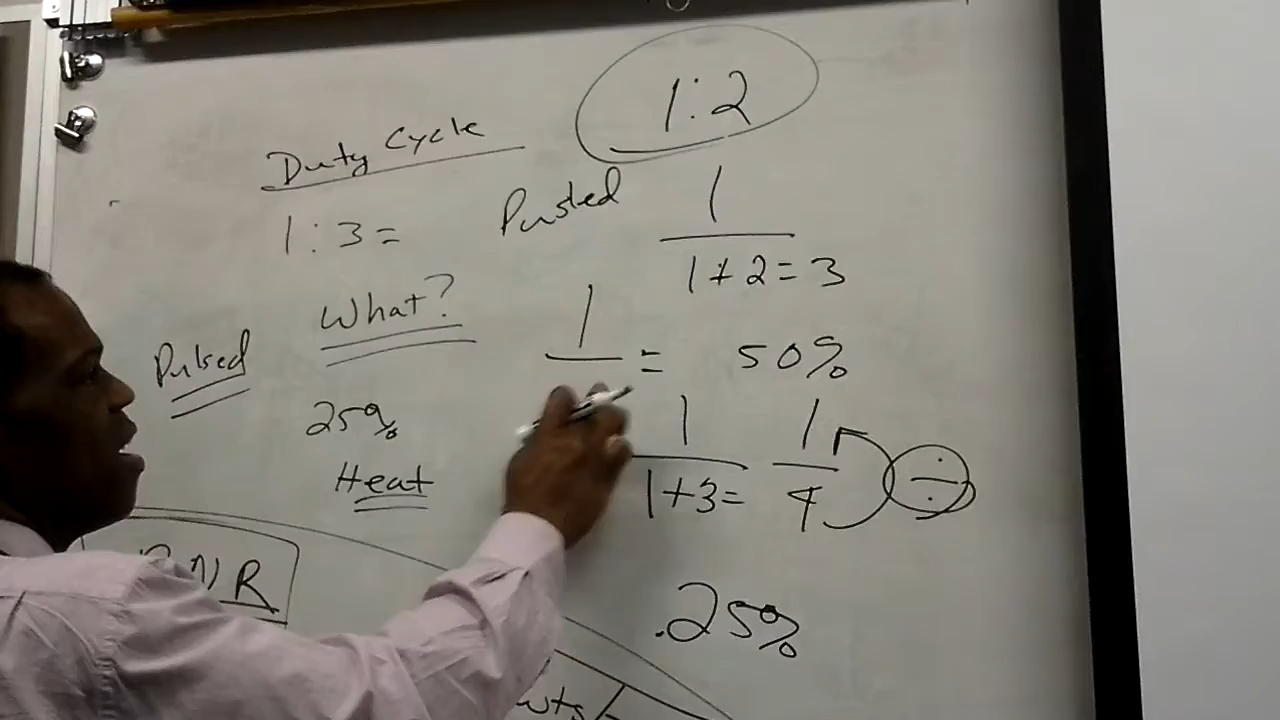 1:2
Duty Cycle
1:3=
Pusled
1
1+2=3
What?
Pulsed
1
= 50%
25%
Heat
1
1+3=
1
4
÷
R
.25%